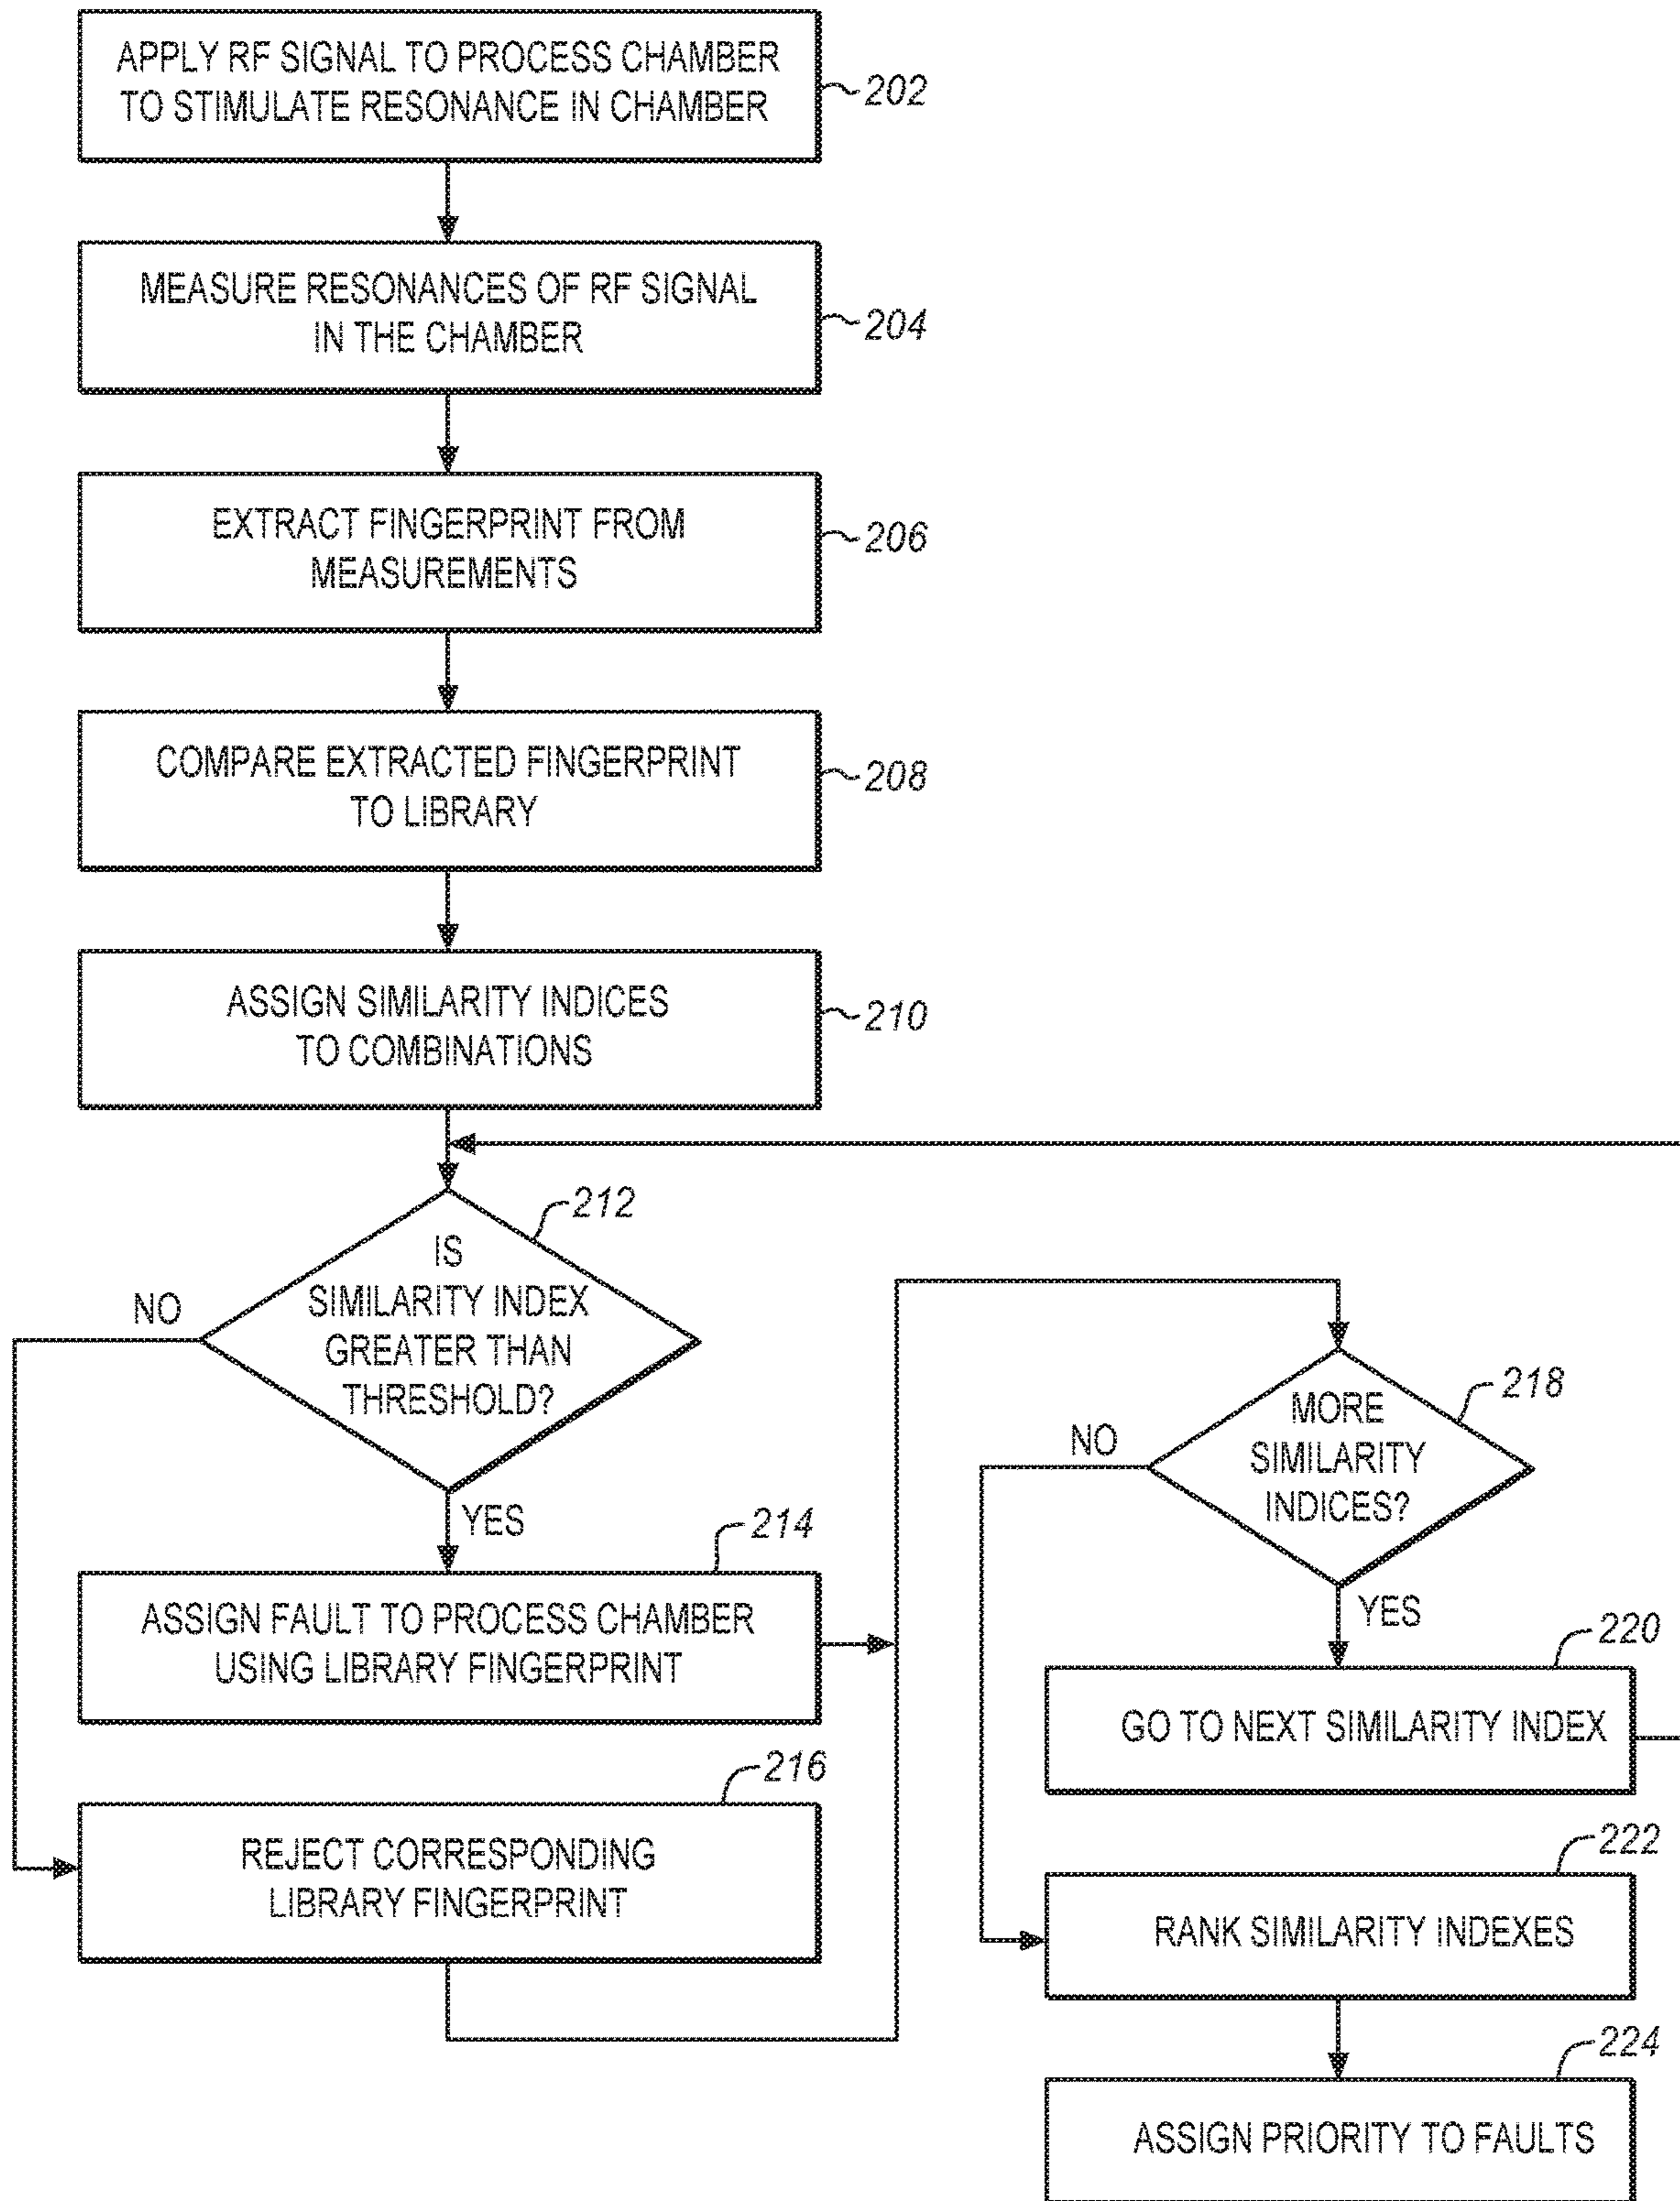 APPLY RF SIGNAL TO PROCESS CHAMBER
TO STIMULATE RESONANCE IN CHAMBER
202
MEASURE RESONANCES OF RF SIGNAL
IN THE CHAMBER
204
EXTRACT FINGERPRINT FROM
MEASUREMENTS
206
COMPARE EXTRACTED FINGERPRINT
TO LIBRARY
208
ASSIGN SIMILARITY INDICES
TO COMBINATIONS
210
212
IS
SIMILARITY INDEX
GREATER THAN
THRESHOLD?
NO
YES
214
ASSIGN FAULT TO PROCESS CHAMBER
USING LIBRARY FINGERPRINT
216
REJECT CORRESPONDING
LIBRARY FINGERPRINT
218
MORE
SIMILARITY
INDICES?
NO
YES
220
GO TO NEXT SIMILARITY INDEX
222
RANK SIMILARITY INDEXES
224
ASSIGN PRIORITY TO FAULTS